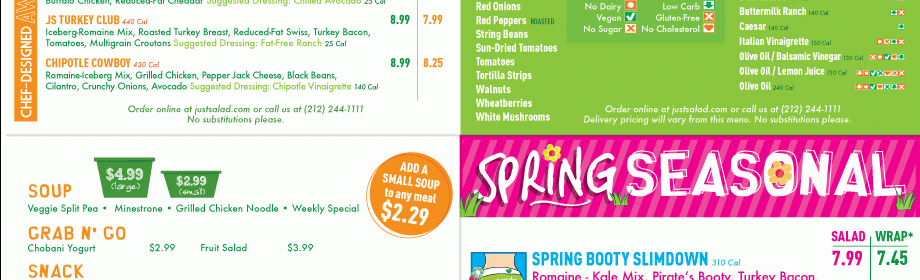 Buffalo Chicken, Reduced-Fat Cheddar Suggested Dressing: Chilled Avocado 25 Cal
JS TURKEY CLUB 440 Cal 8.99 7.99
Iceberg-Romaine Mix, Roasted Turkey Breast, Reduced-Fat Swiss, Turkey Bacon,
Tomatoes, Multigrain Croutons Suggested Dressing: Fat-Free Ranch 25 Cal
CHIPOTLE COWBOY 430 Cal 8.99 8.25
Romaine-Iceberg Mix, Grilled Chicken, Pepper Jack Cheese, Black Beans,
Cilantro, Crunchy Onions, Avocado Suggested Dressing: Chipotle Vinaigrette 140 Cal
Order online at justsalad.com or call us at (212) 244-1111
No substitutions please.
CHEF-DESIGNED
Red Onions
Red Peppers ROASTED
String Beans
Sun-Dried Tomatoes
Tomatoes
Tortilla Strips
Walnuts
Wheatberries
White Mushrooms
No Dairy Low Carb
Vegan Gluten-Free
No Sugar No Cholesterol
Buttermilk Ranch 140 Cal
Caesar 140 Cal
Italian Vinaigrette 150 Cal
Olive Oil / Balsamic Vinegar 130 Cal
Olive Oil / Lemon Juice 130 Cal
Olive Oil 240 Cal
Order online at justsalad.com or call us at (212) 244-1111
Delivery pricing will vary from this menu. No substitutions please.
$4.99
(large)
$2.99
(small)
SOUP
Veggie Split Pea • Minestrone • Grilled Chicken Noodle • Weekly Special
ADD A
SMALL SOUP
to any meal
$2.29
GRAB N' GO
Chobani Yogurt $2.99 Fruit Salad $3.99
SNACK
SPRING SEASONAL
SALAD WRAP*
SPRING BOOTY SLIMDOWN 310 Cal 7.99 7.45
Romaine - Kale Mix, Pirate's Booty, Turkey Bacon,